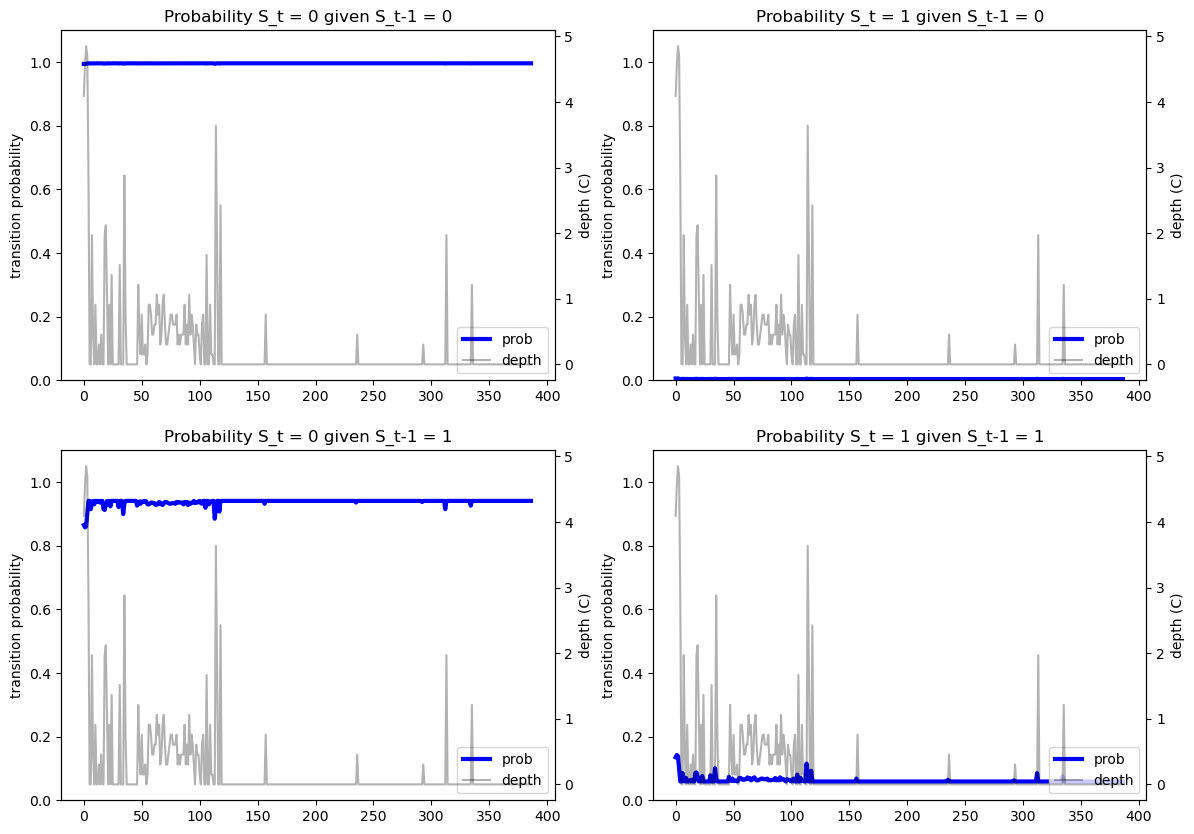 Probability S_t = 0 given S_t-1 = 0
1.0
0.8
0.6
0.4
0.2
0.0
transition probability
5
4
3
2
1
0
depth (C)
prob
depth
0 50 100 150 200 250 300 350 400
Probability S_t = 1 given S_t-1 = 0
1.0
0.8
0.6
0.4
0.2
0.0
transition probability
5
4
3
2
1
0
depth (C)
prob
depth
0 50 100 150 200 250 300 350 400
Probability S_t = 0 given S_t-1 = 1
1.0
0.8
0.6
0.4
0.2
0.0
transition probability
5
4
3
2
1
0
depth (C)
prob
depth
0 50 100 150 200 250 300 350 400
Probability S_t = 1 given S_t-1 = 1
1.0
0.8
0.6
0.4
0.2
0.0
transition probability
5
4
3
2
1
0
depth (C)
prob
depth
0 50 100 150 200 250 300 350 400